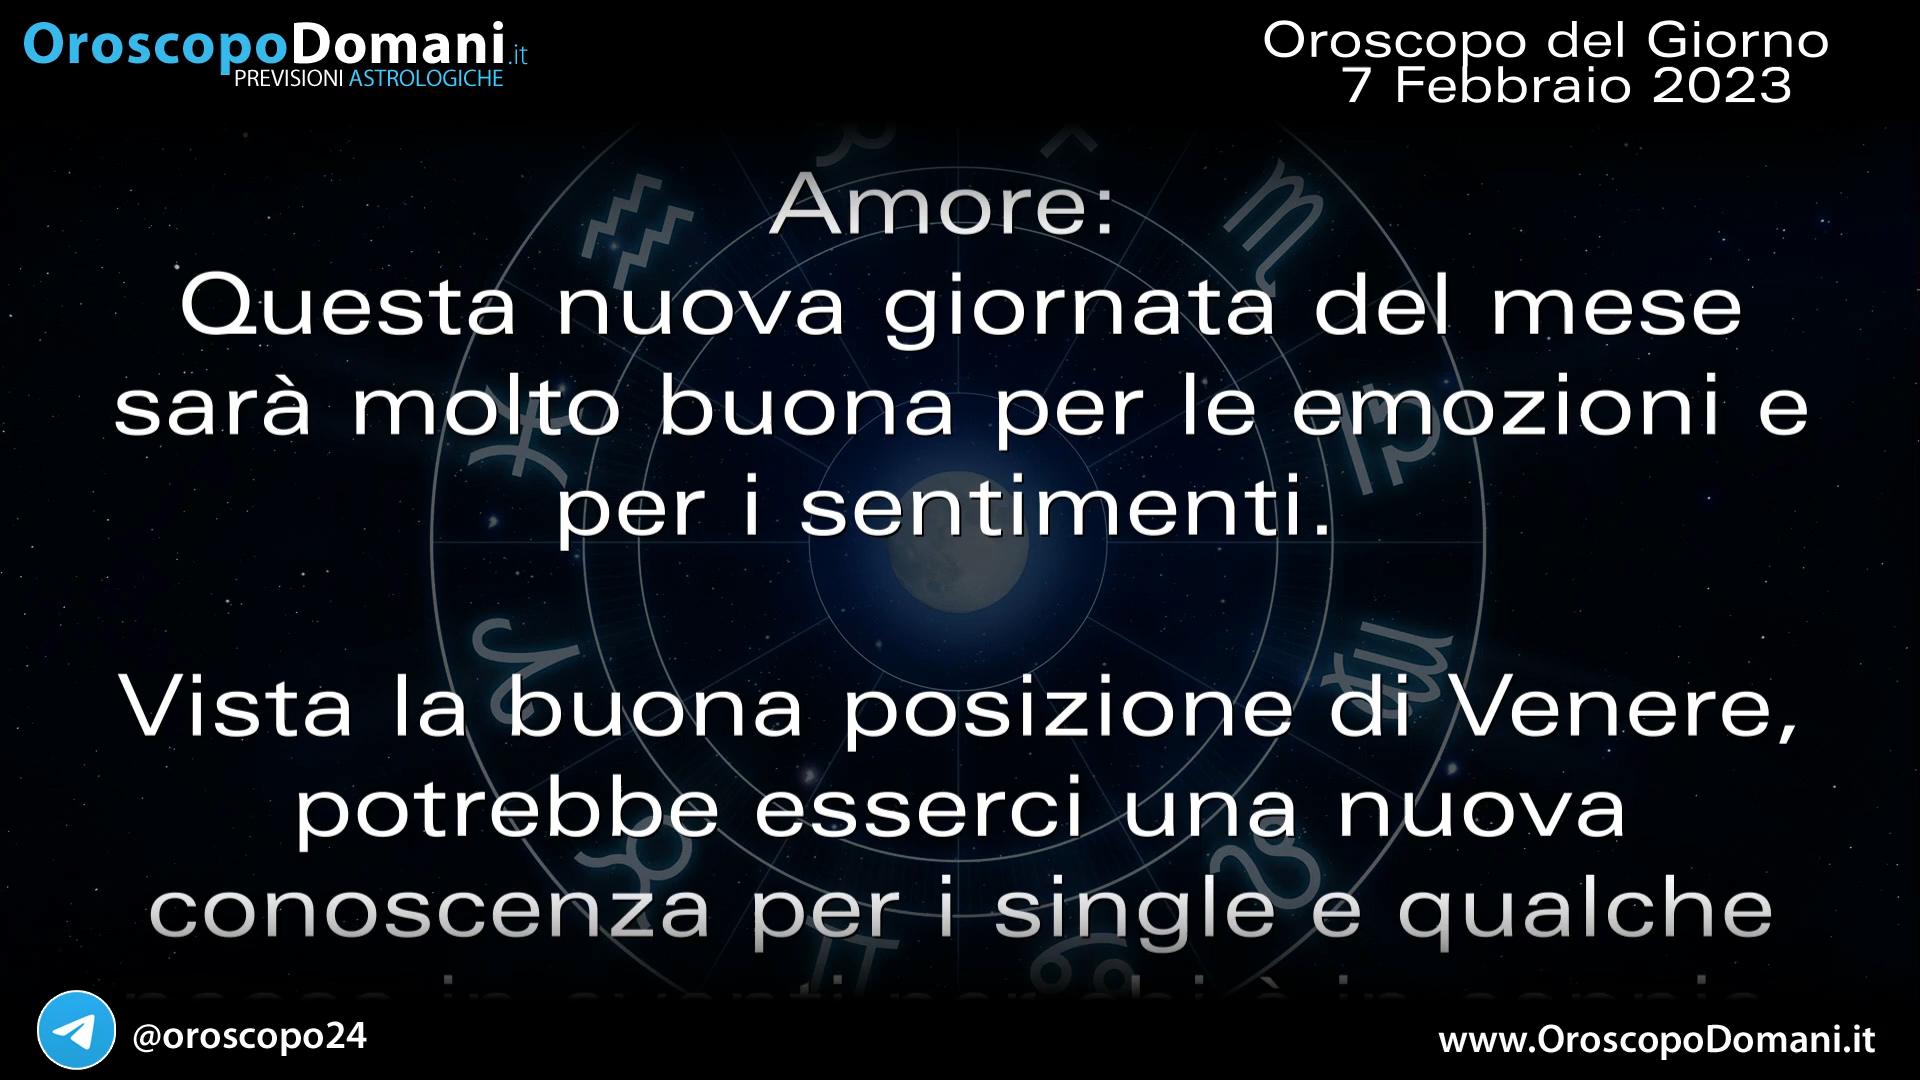 OroscopoDomani.it
PREVISIONI ASTROLOGICHE
Oroscopo del Giorno
7 Febbraio 2023
Amore:
Questa nuova giornata del mese
sarà molto buona per le emozioni e
per i sentimenti.
Vista la buona posizione di Venere,
potrebbe esserci una nuova
conoscenza per i single e qualche
@oroscopo24
www.OroscopoDomani.it